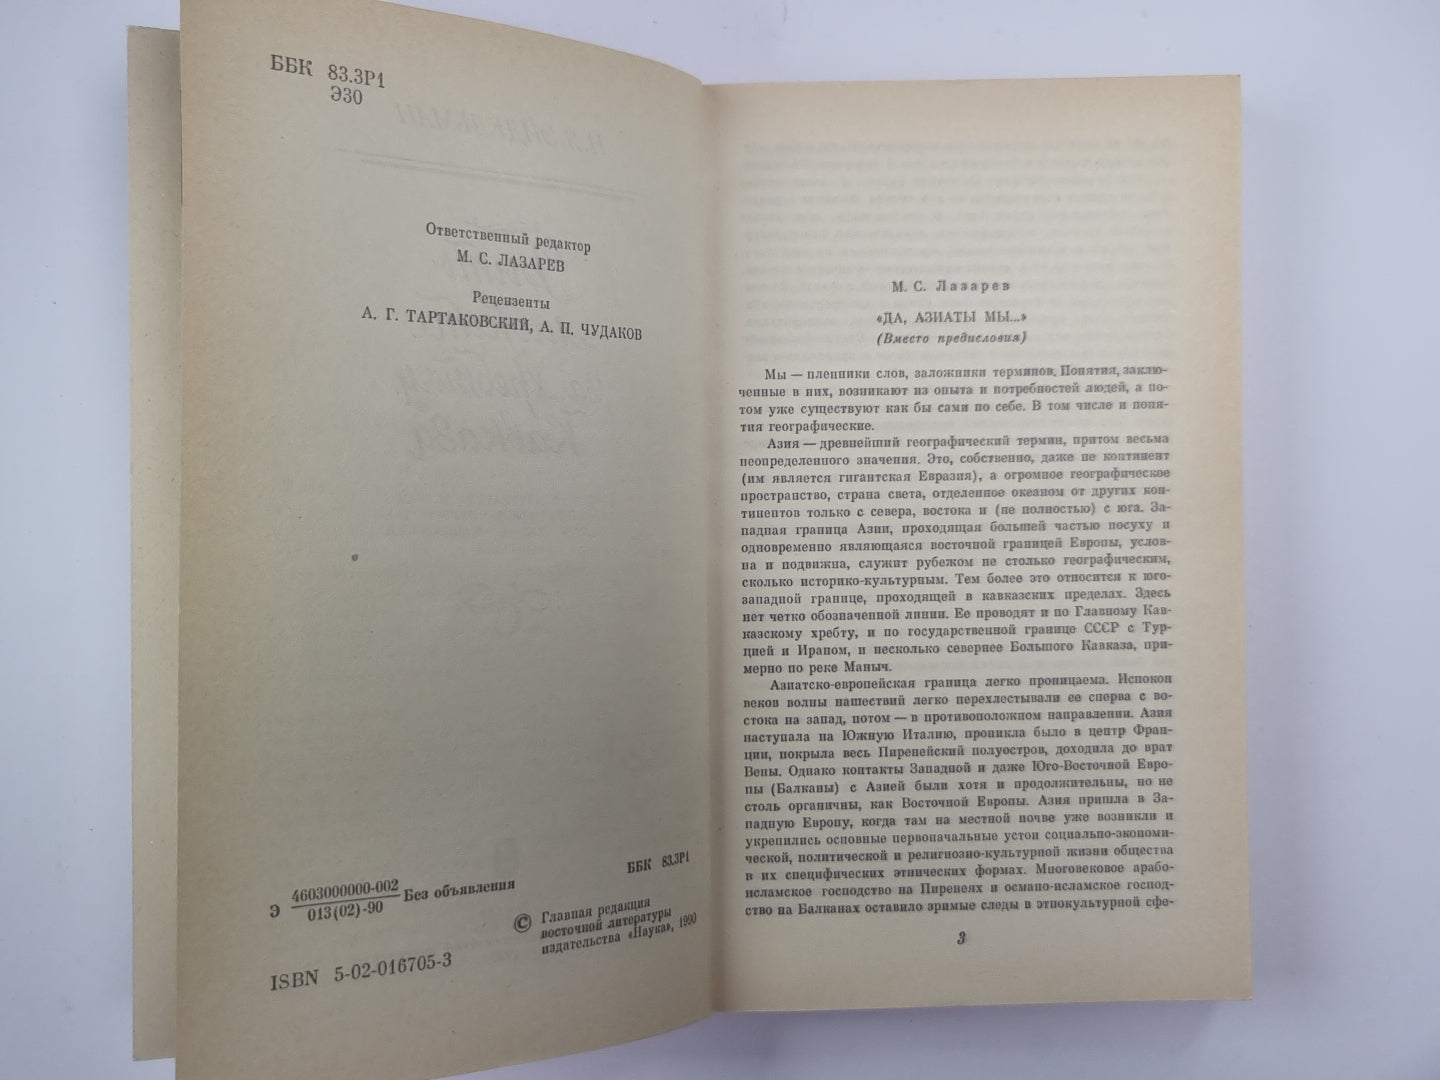 ББК 83.3Р1
Э30
Ответственный редактор
М. С. ЛАЗАРЕВ
Рецензенты
А. Г. ТАРТАКОВСКИЙ, А. П. ЧУДАКОВ
Э 4603000000-002 Без объявления
013(02)-90
ББК 83.3Р1
© Главная редакция
восточной литературы
издательства «Наука», 1990
ISBN 5-02-016705-3
М. С. Лазарев
«ДА, АЗИАТЫ МЫ...»
(Вместо предисловия)
Мы — пленники слов, заложники терминов. Понятия, заклю-
ченные в них, возникают из опыта и потребностей людей, а по-
том уже существуют как бы сами по себе. В том числе и поня-
тия географические.
Азия — древнейший географический термин, притом весьма
неопределенного значения. Это, собственно, даже не континент
(им является гигантская Евразия), а огромное географическое
пространство, страна света, отделенное океаном от других кон-
тинентов только с севера, востока и (не полностью) с юга. За-
падная граница Азии, проходящая большей частью посуху и
одновременно являющаяся восточной границей Европы, услов-
на и подвижна, служит рубежом не столько географическим,
сколько историко-культурным. Тем более это относится к юго-
западной границе, проходящей в кавказских пределах. Здесь
нет четко обозначенной линии. Ее проводят и по Главному Кав-
казскому хребту, и по государственной границе СССР с Тур-
цией и Ираном, и несколько севернее Большого Кавказа, при-
мерно по реке Маныч.
Азиатско-европейская граница легко проницаема. Испокон
веков волны нашествий легко перехлестывали ее сперва с во-
стока на запад, потом — в противоположном направлении. Азия
наступала на Южную Италию, проникла было в центр Фран-
ции, покрыла весь Пиренейский полуостров, доходила до врат
Вены. Однако контакты Западной и даже Юго-Восточной Евро-
пы (Балканы) с Азией были хотя и продолжительны, но не
столь органичны, как Восточной Европы. Азия пришла в За-
падную Европу, когда там на местной почве уже возникли и
укрепились основные первоначальные устои социально-экономи-
ческой, политической и религиозно-культурной жизни общества
в их специфических этнических формах. Многовековое арабо-
исламское господство на Пиренеях и османо-исламское господ-
ство на Балканах оставило зримые следы в этнокультурной сфе-
3